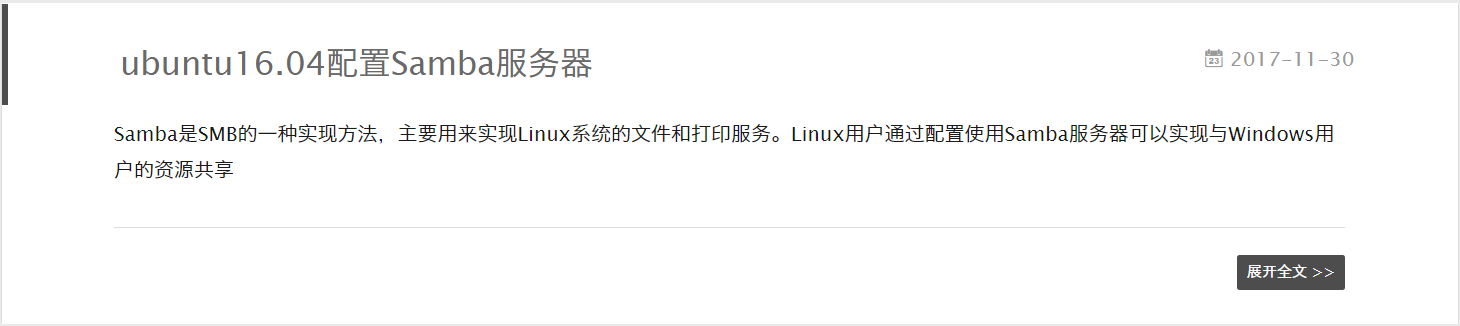 ubuntu16.04配置Samba服务器
2017-11-30
Samba是SMB的一种实现方法，主要用来实现Linux系统的文件和打印服务。Linux用户通过配置使用Samba服务器可以实现与Windows用
户的资源共享
展开全文 >>